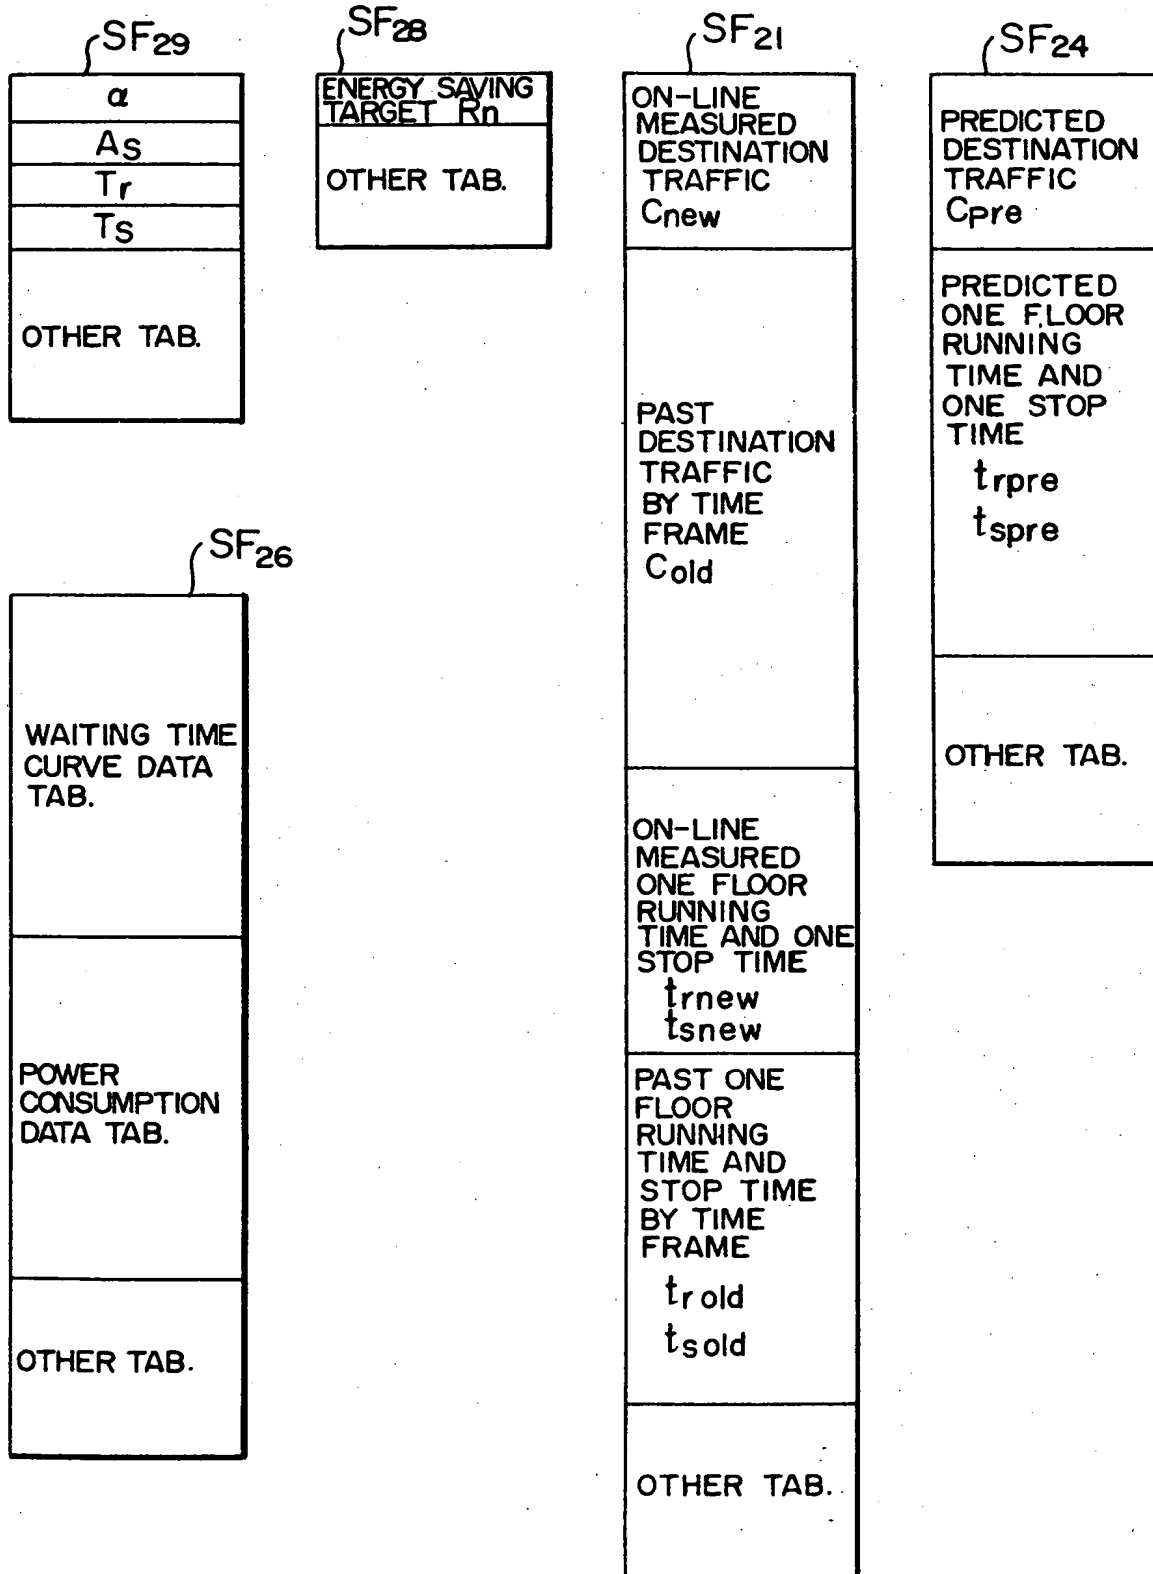 SF29
α
As
Tr
Ts
OTHER TAB.
SF28
ENERGY SAVING
TARGET Rn
OTHER TAB.
SF26
WAITING TIME
CURVE DATA
TAB.
POWER
CONSUMPTION
DATA TAB.
OTHER TAB.
SF21
ON-LINE
MEASURED
DESTINATION
TRAFFIC
Cnew
PAST
DESTINATION
TRAFFIC
BY TIME
FRAME
Cold
ON-LINE
MEASURED
ONE FLOOR
RUNNING
TIME AND ONE
STOP TIME
trnew
tsnew
PAST ONE
FLOOR
RUNNING
TIME AND
STOP TIME
BY TIME
FRAME
trold
tsold
OTHER TAB.
SF24
PREDICTED
DESTINATION
TRAFFIC
Cpre
PREDICTED
ONE FLOOR
RUNNING
TIME AND
ONE STOP
TIME
trpre
tspre
OTHER TAB.